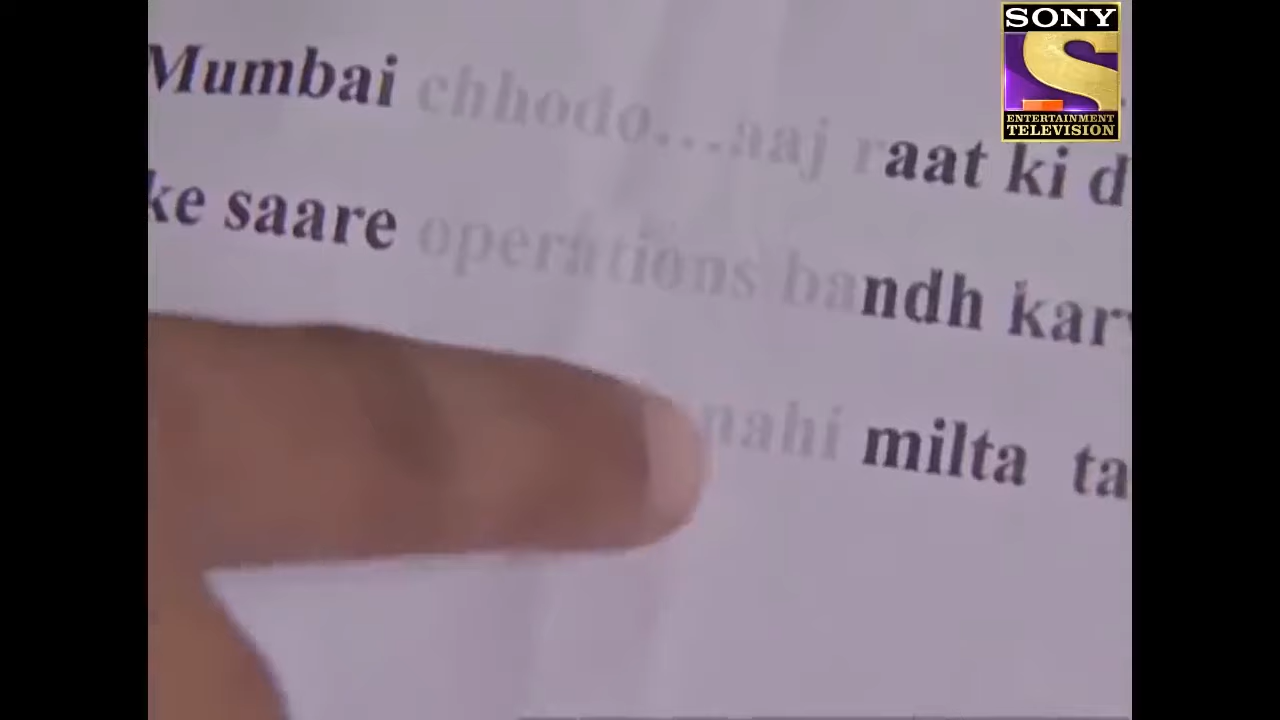 SONY
ENTERTAINMENT
TELEVISION
Mumbai chhodo...aaj raat ki d
ke saare operations bandh kar
nahi milta ta